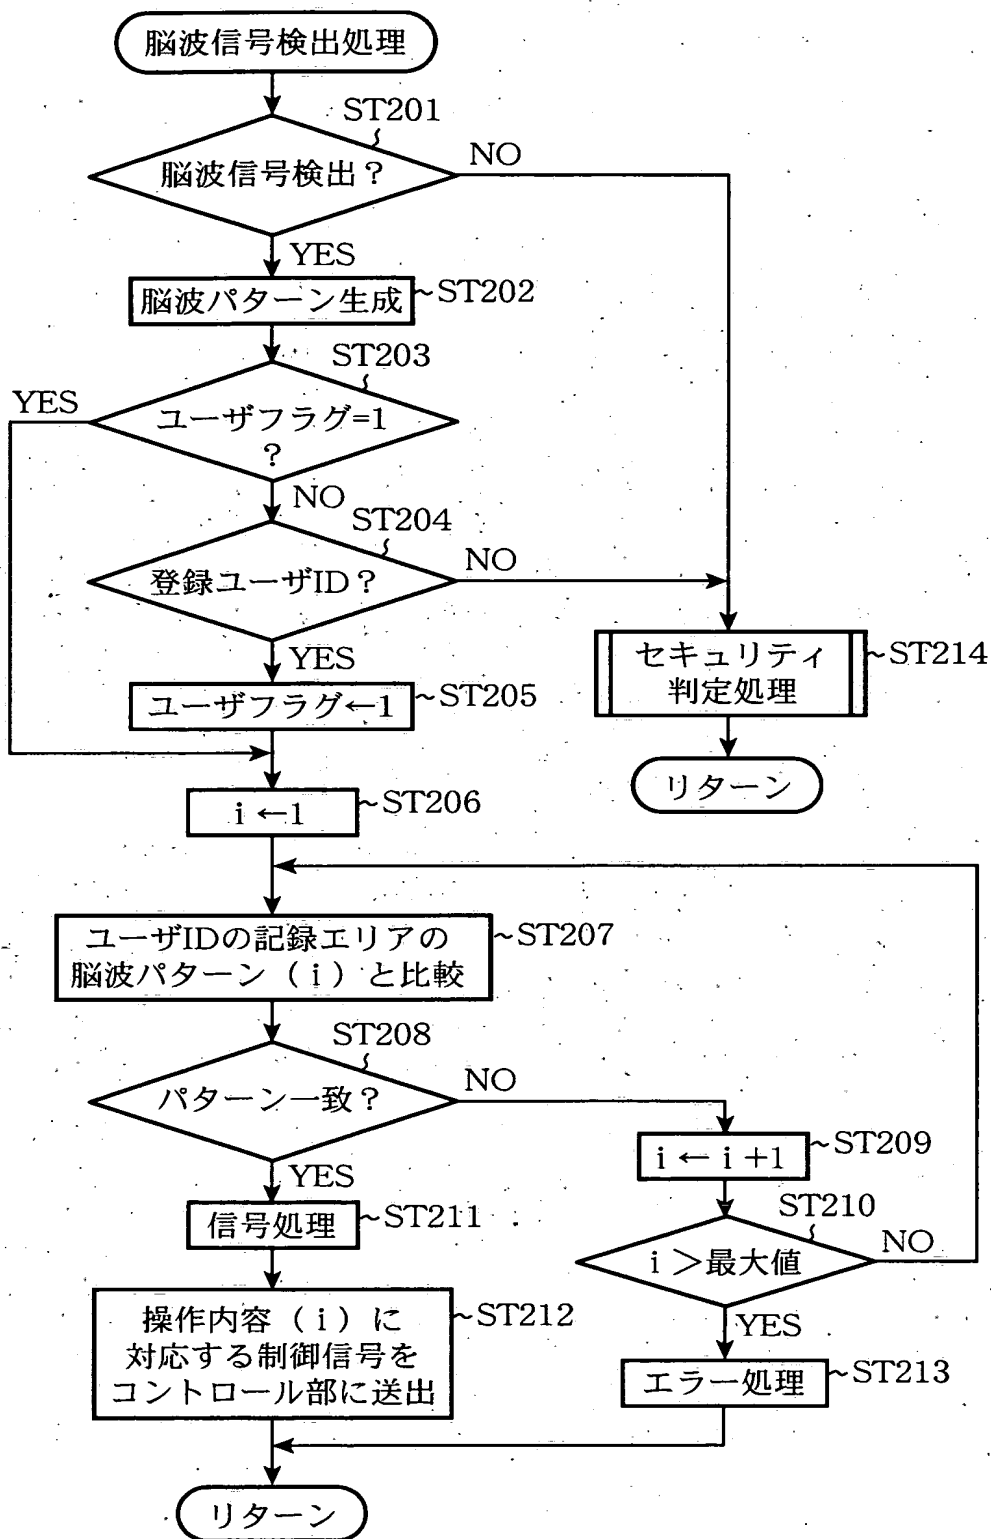 脳波信号検出処理
ST201
脳波信号検出？
NO
YES
脳波パターン生成
ST202
ST203
YES
ユーザフラグ=1
?
NO
ST204
登録ユーザID？
NO
YES
ユーザフラグ←1
ST205
セキュリティ
判定処理
ST214
リターン
i ←1
ST206
ユーザIDの記録エリアの
脳波パターン（i）と比較
ST207
ST208
パターン一致？
NO
i ← i +1
ST209
YES
ST210
信号処理
ST211
i ＞最大値
NO
YES
操作内容（i）に
対応する制御信号を
コントロール部に送出
ST212
エラー処理
ST213
リターン